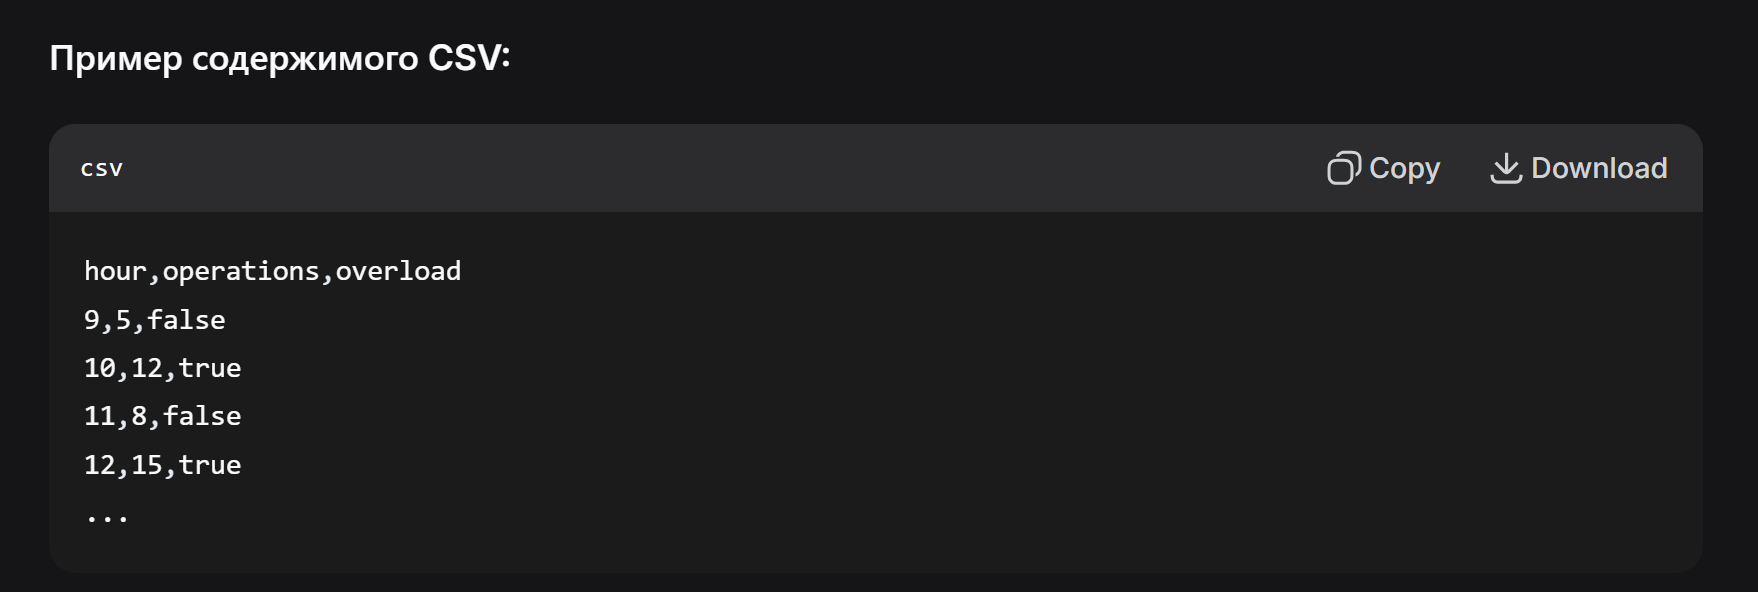 Пример содержимого CSV:
csv
Copy
Download
hour,operations,overload
9,5,false
10,12,true
11,8,false
12,15,true
...